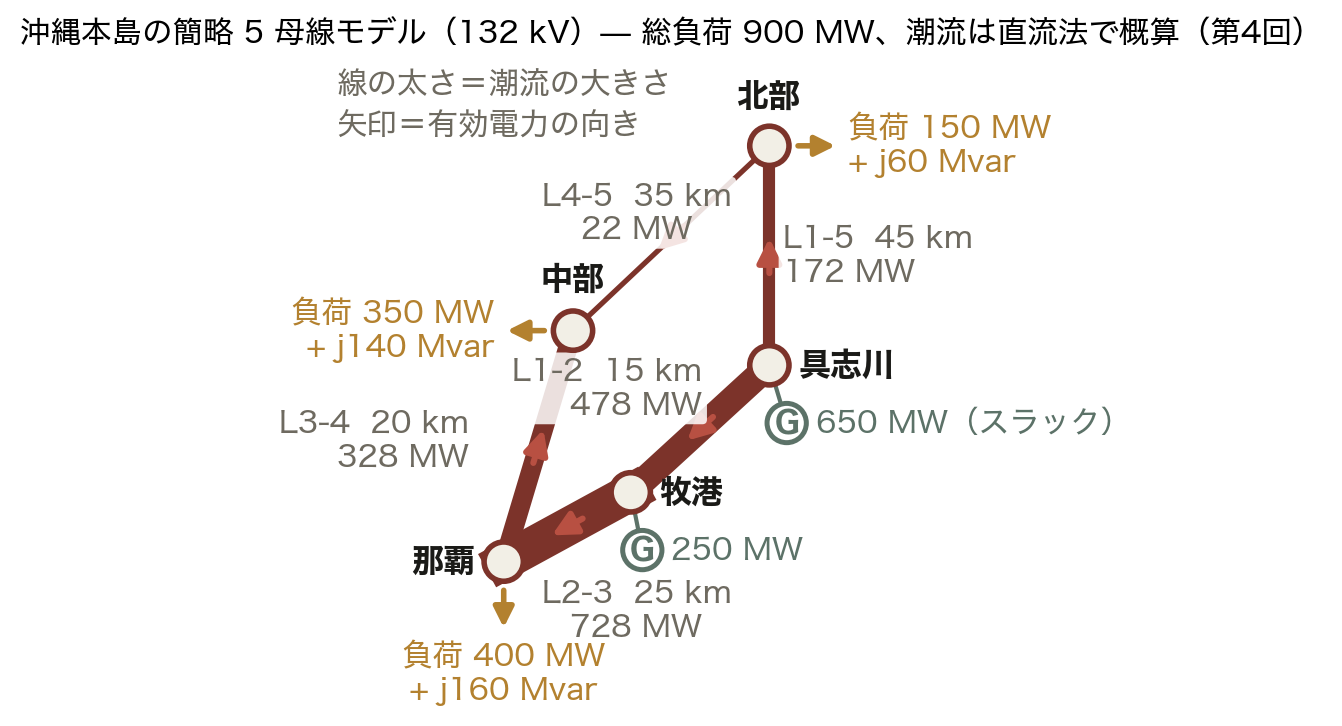 沖縄本島の簡略 5 母線モデル（132 kV）— 総負荷 900 MW、潮流は直流法で概算（第4回）
線の太さ＝潮流の大きさ
矢印＝有効電力の向き
北部
負荷 150 MW
+ j60 Mvar
L4-5 35 km
22 MW
L1-5 45 km
172 MW
中部
負荷 350 MW
+ j140 Mvar
L1-2 15 km
478 MW
具志川
G 650 MW（スラック）
L3-4 20 km
328 MW
牧港
G 250 MW
那覇
L2-3 25 km
728 MW
負荷 400 MW
+ j160 Mvar